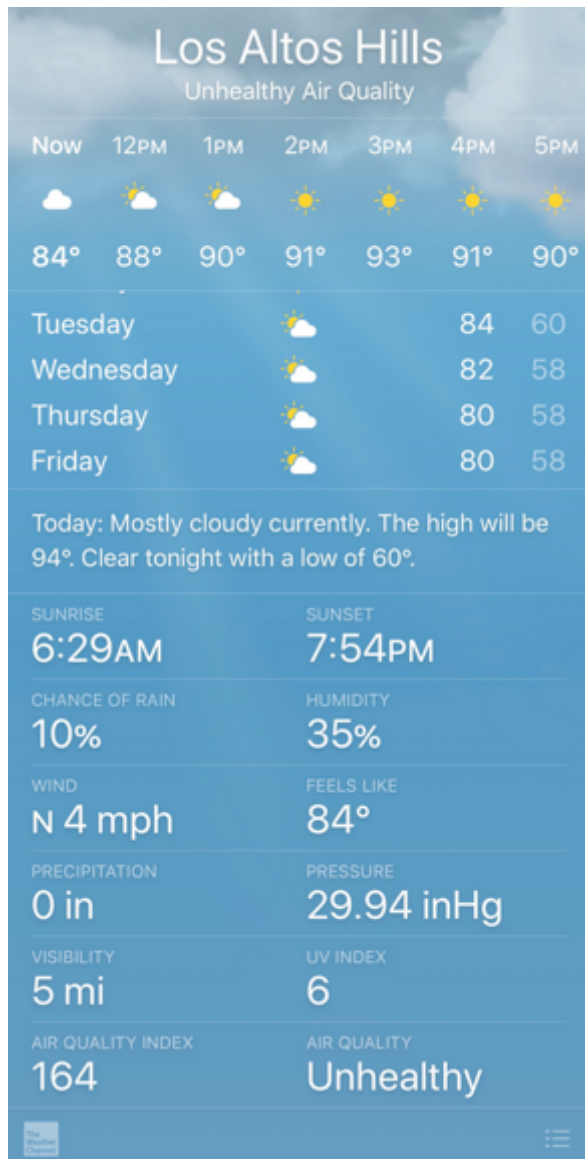 Los Altos Hills
Unhealthy Air Quality
Now 12PM 1PM 2PM 3PM 4PM 5PM
84° 88° 90° 91° 93° 91° 90°
Tuesday 84 60
Wednesday 82 58
Thursday 80 58
Friday 80 58
Today: Mostly cloudy currently. The high will be
94°. Clear tonight with a low of 60°.
SUNRISE SUNSET
6:29AM 7:54PM
CHANCE OF RAIN HUMIDITY
10% 35%
WIND FEELS LIKE
N 4 mph 84°
PRECIPITATION PRESSURE
0 in 29.94 inHg
VISIBILITY UV INDEX
5 mi 6
AIR QUALITY INDEX AIR QUALITY
164 Unhealthy
The
Weather
Channel